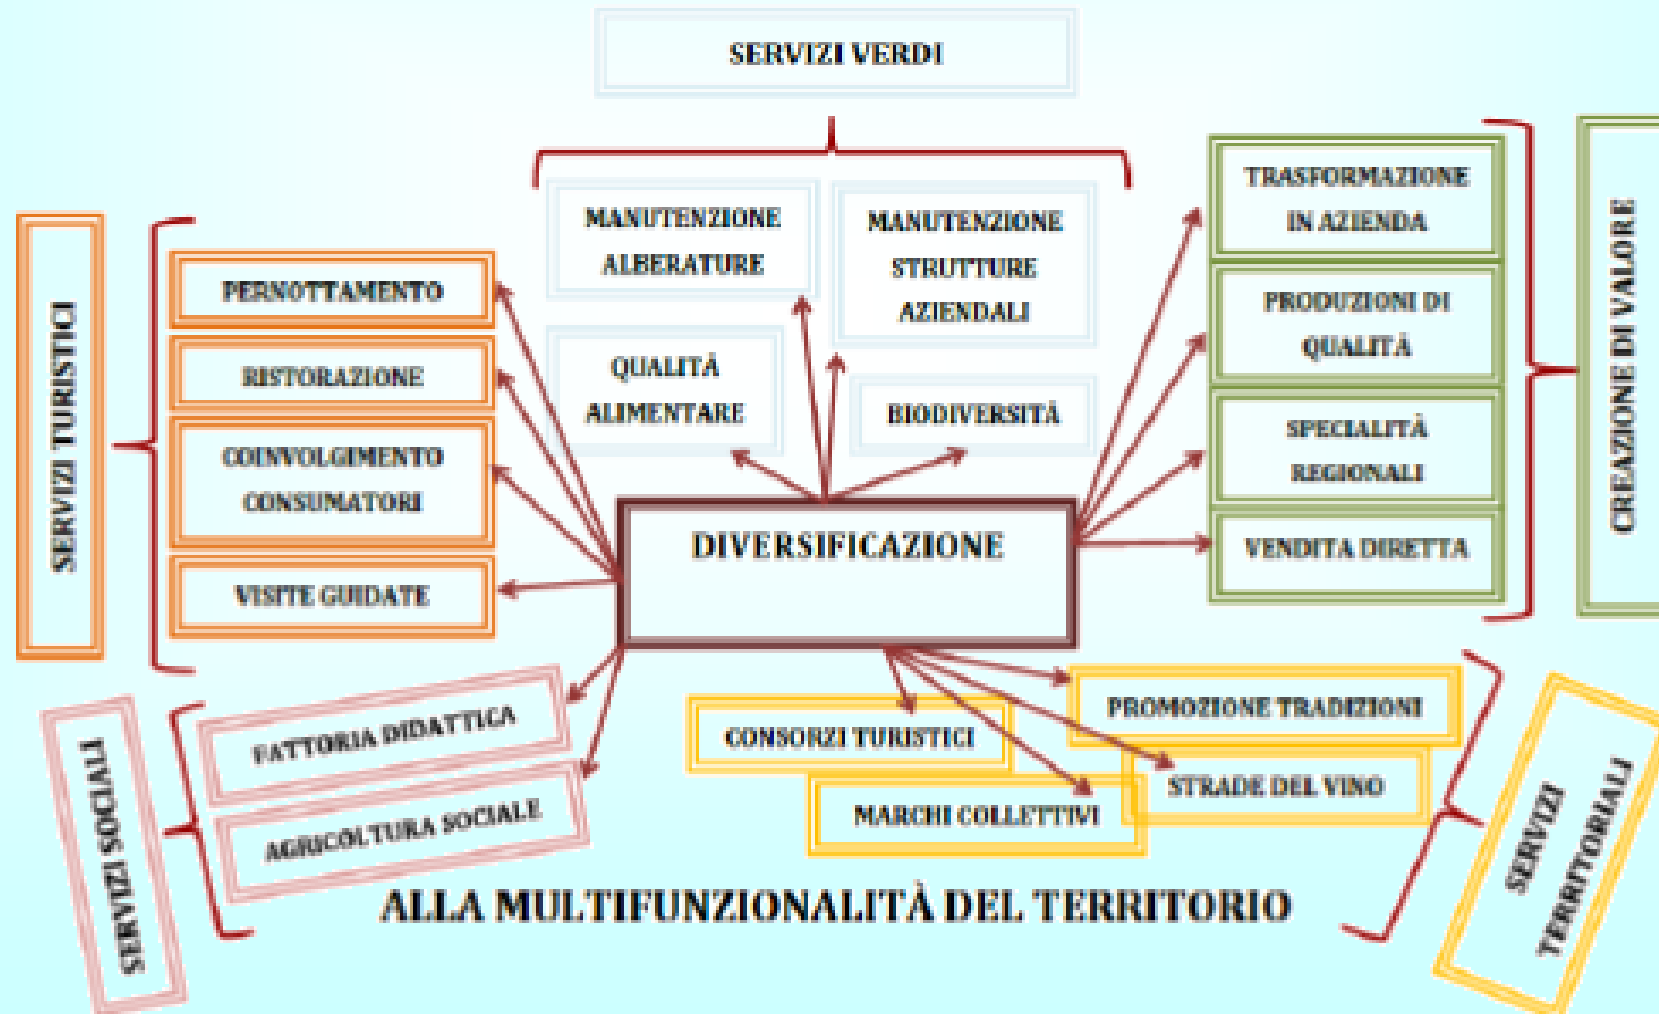 SERVIZI VERDI
MANUTENZIONE
ALBERATURE
MANUTENZIONE
STRUTTURE
AZIENDALI
QUALITÀ
ALIMENTARE
BIODIVERSITÀ
SERVIZI TURISTICI
PERNOTTAMENTO
RISTORAZIONE
COINVOLGIMENTO
CONSUMATORI
VISITE GUIDATE
DIVERSIFICAZIONE
TRASFORMAZIONE
IN AZIENDA
PRODUZIONI DI
QUALITÀ
SPECIALITÀ
REGIONALI
VENDITA DIRETTA
CREAZIONE DI VALORE
SERVIZI SOCIALI
FATTORIA DIDATTICA
AGRICOLTURA SOCIALE
CONSORZI TURISTICI
MARCHI COLLETTIVI
PROMOZIONE TRADIZIONI
STRADE DEL VINO
SERVIZI
TERRITORIALI
ALLA MULTIFUNZIONALITÀ DEL TERRITORIO